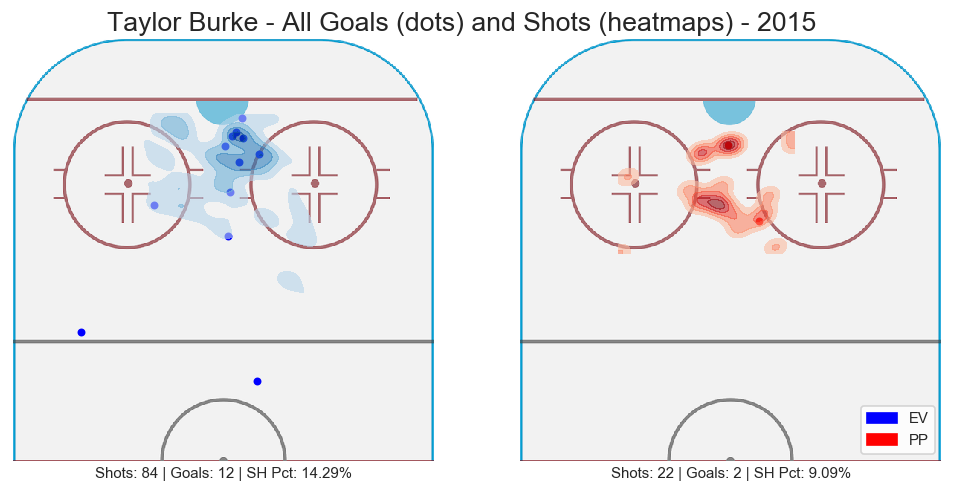 Taylor Burke - All Goals (dots) and Shots (heatmaps) - 2015
EV
PP
Shots: 84 | Goals: 12 | SH Pct: 14.29%
Shots: 22 | Goals: 2 | SH Pct: 9.09%